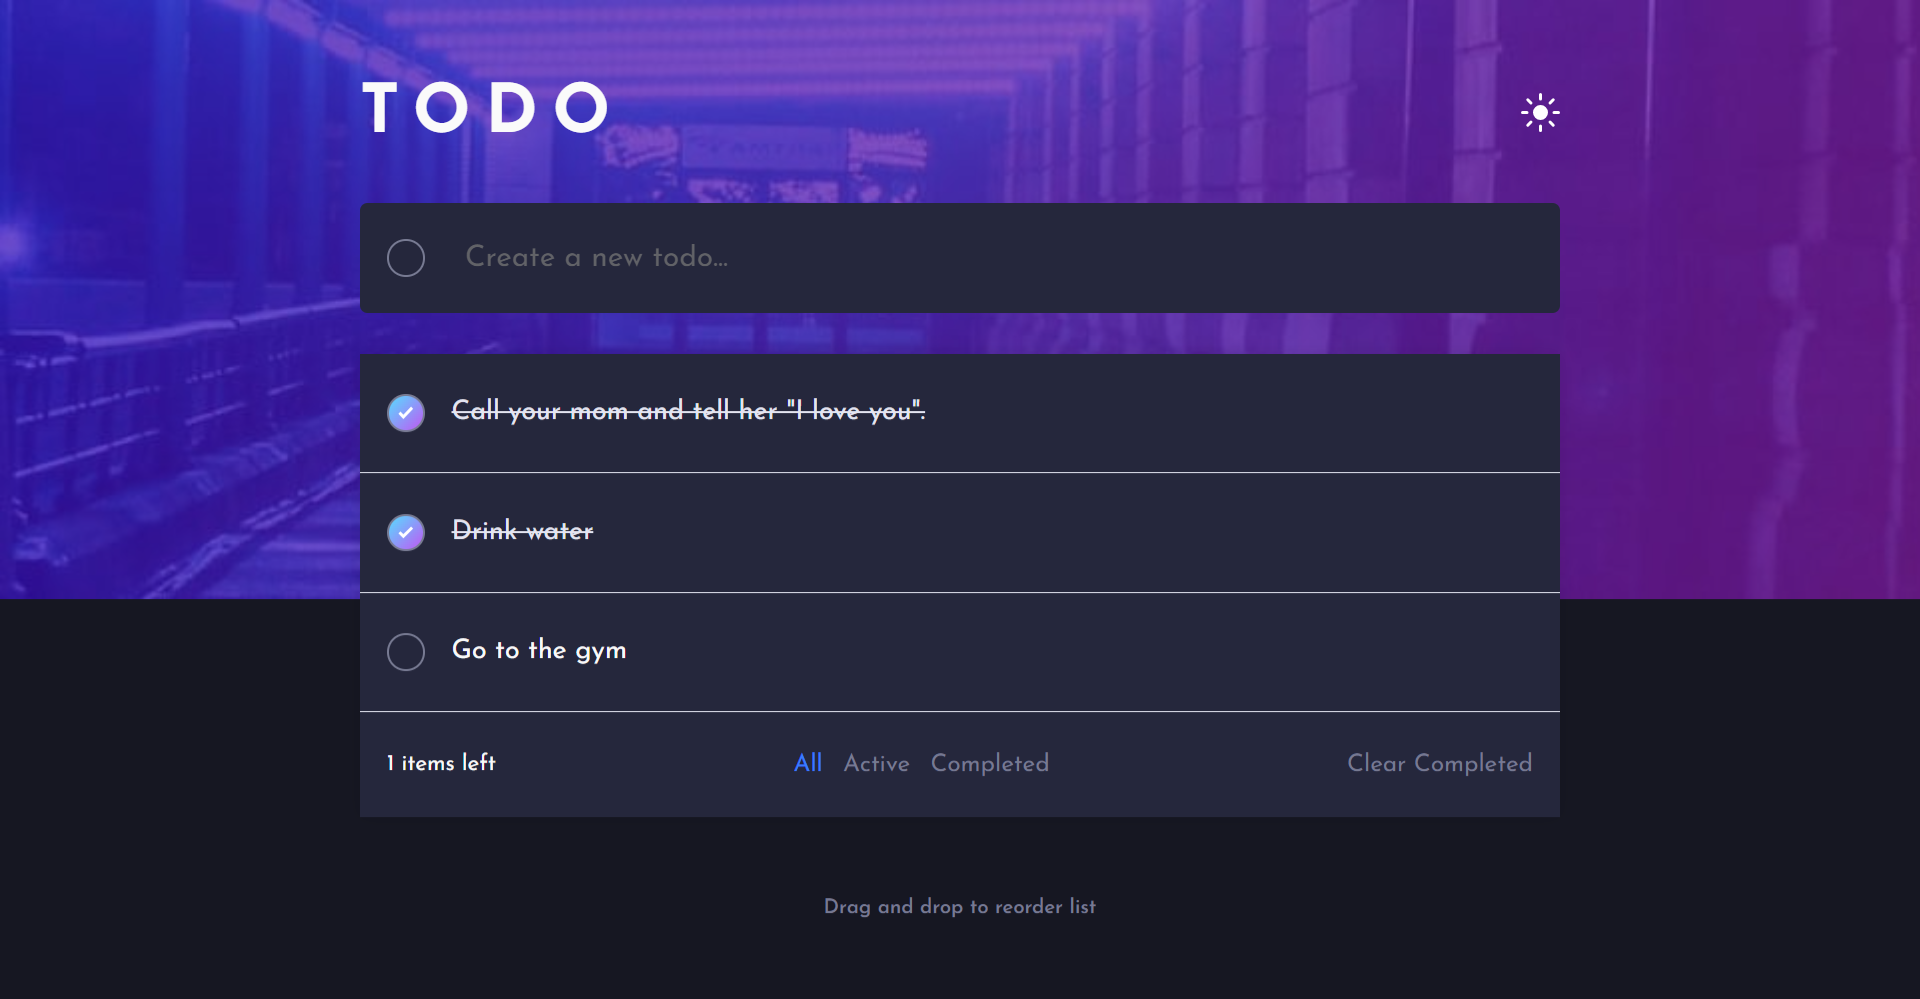 TODO
Create a new todo...
Call your mom and tell her "I love you".
Drink water
Go to the gym
1 items left
All Active Completed
Clear Completed
Drag and drop to reorder list